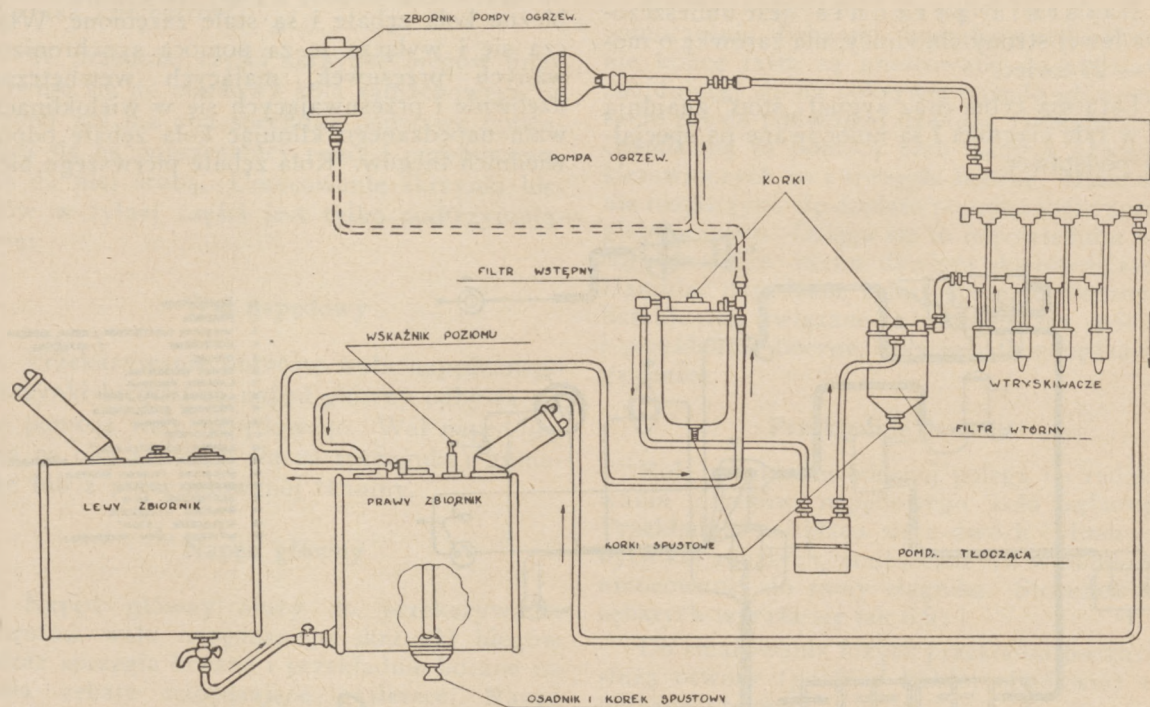 ZBIORNIK POMPY OGRZEW.
POMPA OGRZEW.
KORKI
FILTR WSTĘPNY
WSKAŹNIK POZIOMU
WTRYSKIWACZE
FILTR WTÓRNY
LEWY ZBIORNIK
PRAWY ZBIORNIK
KORKI SPUSTOWE
POMP. TŁOCZĄCA
OSADNIK I KOREK SPUSTOWY